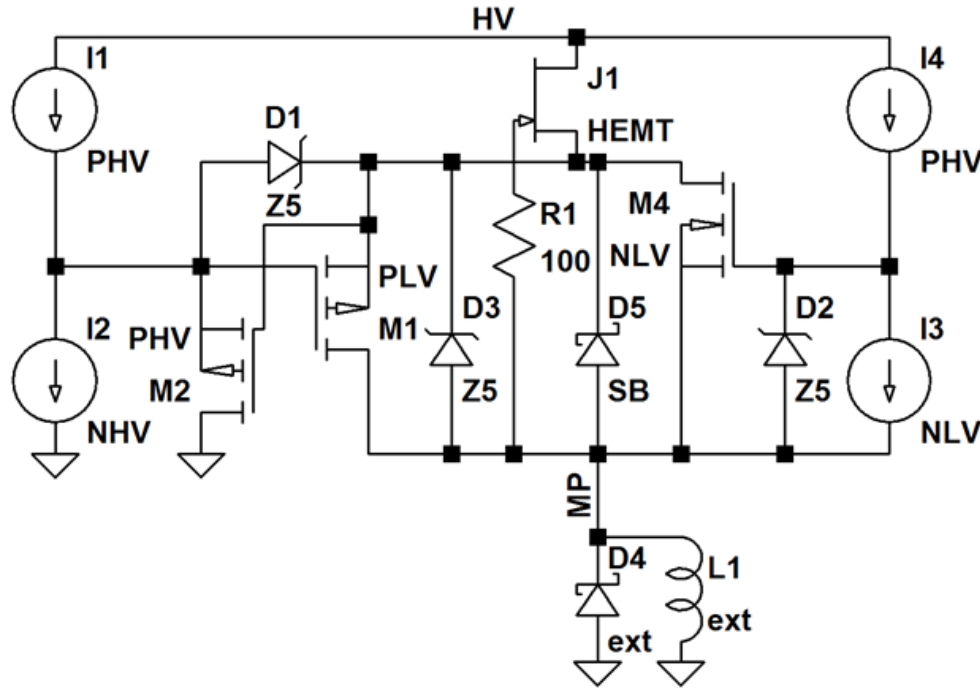 HV
I1
PHV
I4
PHV
J1
HEMT
D1
Z5
R1
100
M4
NLV
PLV
M1
D3
Z5
D5
SB
D2
Z5
I3
NLV
I2
NHV
PHV
M2
MP
D4
ext
L1
ext